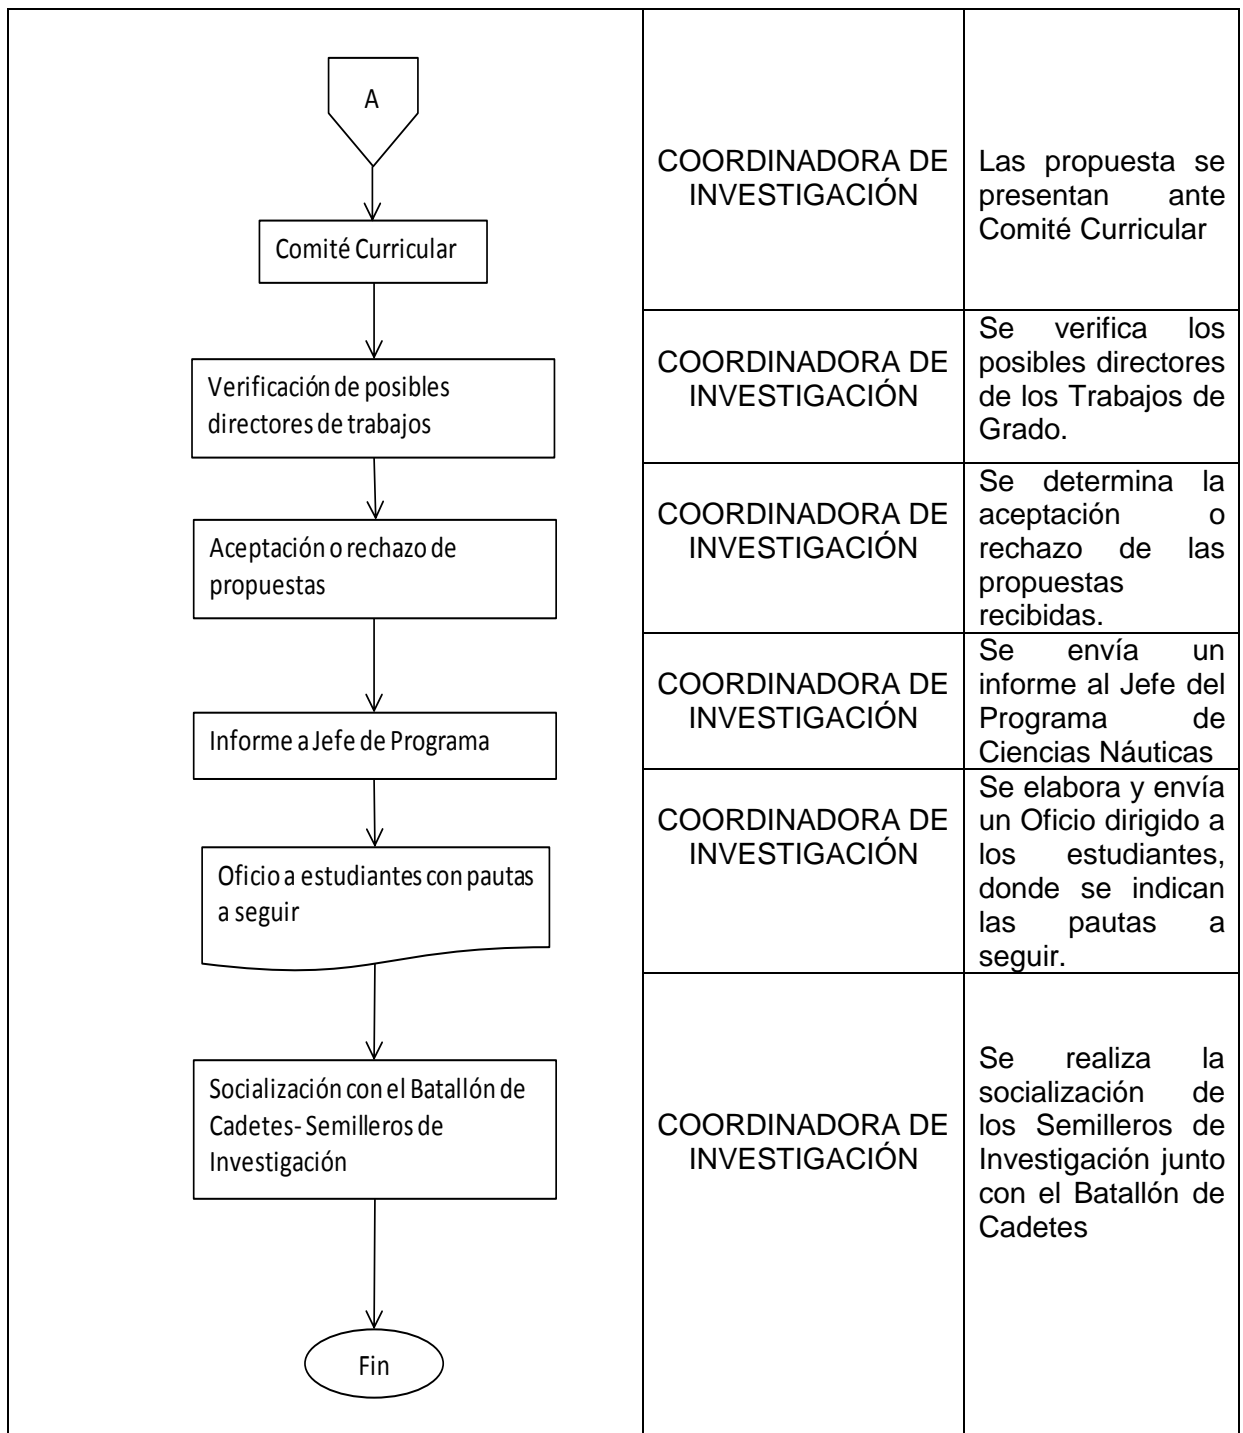 A
COORDINADORA DE
INVESTIGACIÓN
Las propuesta se
presentan ante
Comité Curricular
Comité Curricular
Verificación de posibles
directores de trabajos
COORDINADORA DE
INVESTIGACIÓN
Se verifica los
posibles directores
de los Trabajos de
Grado.
Aceptación o rechazo de
propuestas
COORDINADORA DE
INVESTIGACIÓN
Se determina la
aceptación o
rechazo de las
propuestas
recibidas.
Informe a Jefe de Programa
COORDINADORA DE
INVESTIGACIÓN
Se envía un
informe al Jefe del
Programa de
Ciencias Náuticas
Oficio a estudiantes con pautas
a seguir
COORDINADORA DE
INVESTIGACIÓN
Se elabora y envía
un Oficio dirigido a
los estudiantes,
donde se indican
las pautas a
seguir.
Socialización con el Batallón de
Cadetes- Semilleros de
Investigación
COORDINADORA DE
INVESTIGACIÓN
Se realiza la
socialización de
los Semilleros de
Investigación junto
con el Batallón de
Cadetes
Fin